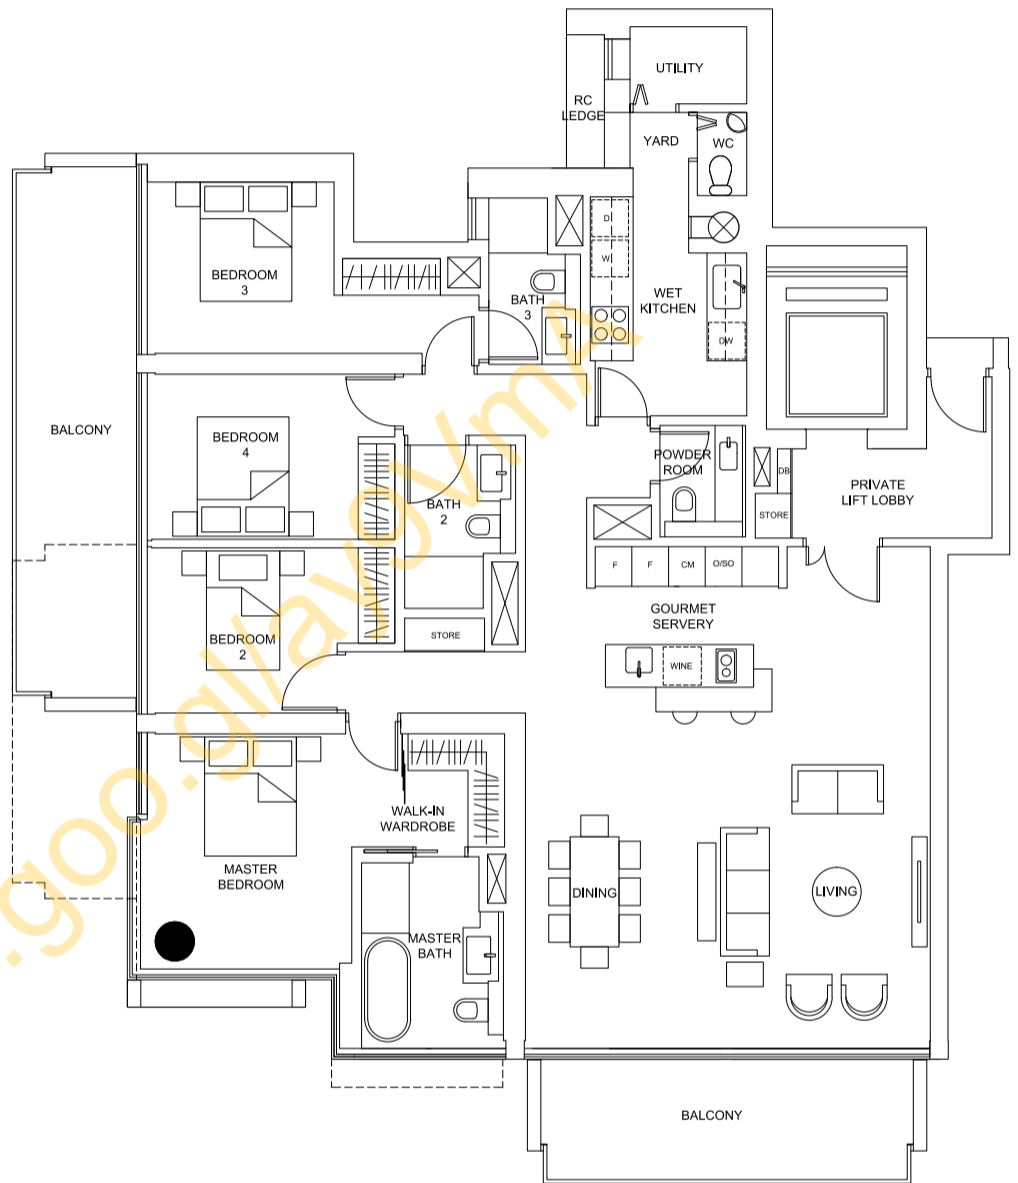 UTILITY
RC
LEDGE
YARD
WC
D
W
BEDROOM
3
BATH
3
WET
KITCHEN
DW
BALCONY
BEDROOM
4
BATH
2
POWDER
ROOM
DB
STORE
PRIVATE
LIFT LOBBY
F
F
CM
O/SO
GOURMET
SERVERY
BEDROOM
2
STORE
WINE
WALK-IN
WARDROBE
MASTER
BEDROOM
DINING
LIVING
MASTER
BATH
BALCONY
.goo.gl/avgVmA